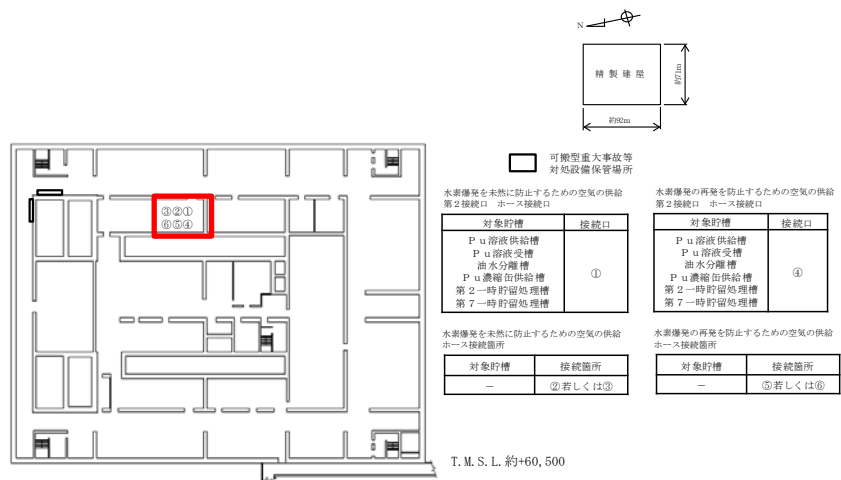 N
精製建屋
約71m
約92m
可搬型重大事故等
対処設備保管場所
③②①
⑥⑤④
水素爆発を未然に防止するための空気の供給
第2接続口 ホース接続口
対象貯槽 接続口
Pu溶液供給槽
Pu溶液受槽
油水分離槽
Pu濃縮缶供給槽
第2一時貯留処理槽
第7一時貯留処理槽
①
水素爆発の再発を防止するための空気の供給
第2接続口 ホース接続口
対象貯槽 接続口
Pu溶液供給槽
Pu溶液受槽
油水分離槽
Pu濃縮缶供給槽
第2一時貯留処理槽
第7一時貯留処理槽
④
水素爆発を未然に防止するための空気の供給
ホース接続箇所
対象貯槽 接続箇所
－ ②若しくは③
水素爆発の再発を防止するための空気の供給
ホース接続箇所
対象貯槽 接続箇所
－ ⑤若しくは⑥
T.M.S.L.約+60,500